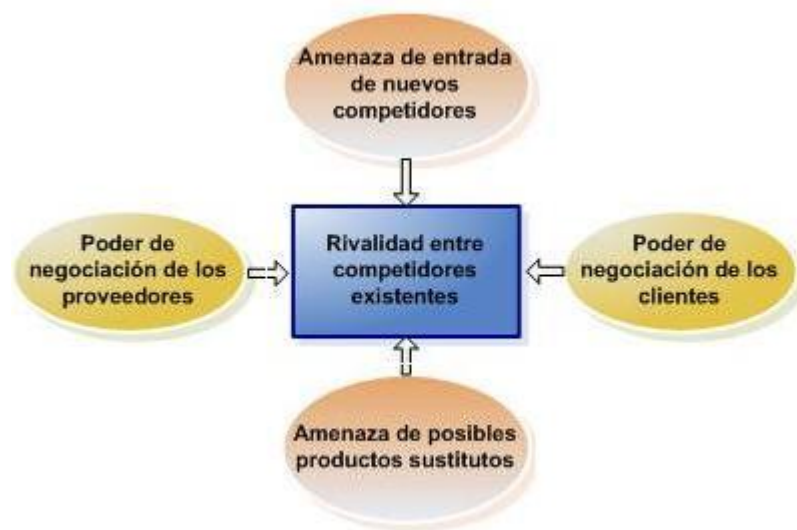 Amenaza de entrada
de nuevos
competidores
Poder de
negociación de los
proveedores
Rivalidad entre
competidores
existentes
Poder de
negociación de los
clientes
Amenaza de posibles
productos sustitutos